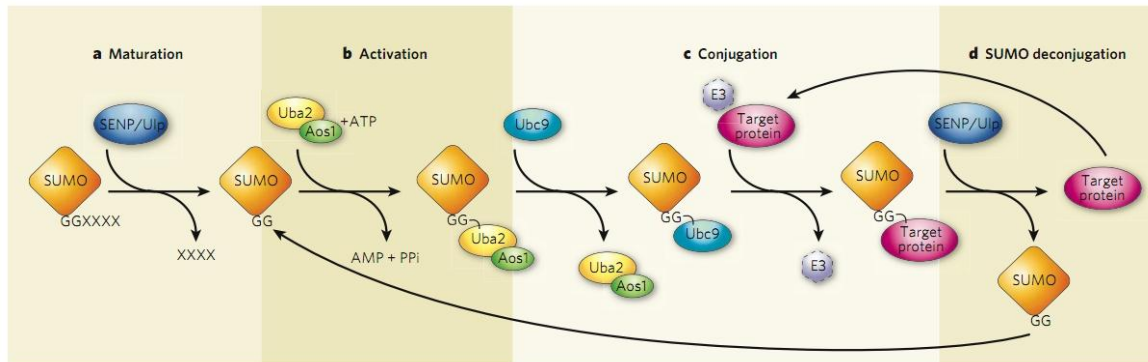 a Maturation
b Activation
c Conjugation
d SUMO deconjugation
SENP/Ulp
SUMO
GGXXXX
XXXX
SUMO
GG
Uba2
Aos1
+ATP
AMP + PPi
SUMO
GG
Uba2
Aos1
Ubc9
Uba2
Aos1
SUMO
GG
Ubc9
E3
Target
protein
E3
SUMO
GG
Target
protein
SENP/Ulp
Target
protein
SUMO
GG